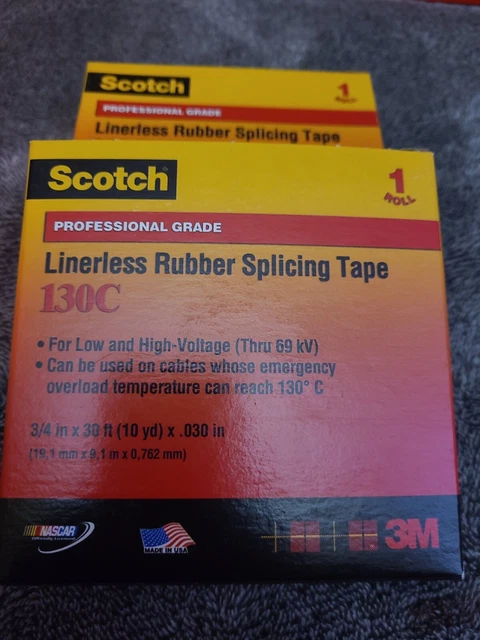 Scotch
1
ROLL
PROFESSIONAL GRADE
Linerless Rubber Splicing Tape
Scotch
1
ROLL
PROFESSIONAL GRADE
Linerless Rubber Splicing Tape
130C
• For Low and High-Voltage (Thru 69 kV)
• Can be used on cables whose emergency
overload temperature can reach 130° C
3/4 in x 30 ft (10 yd) x .030 in
(19,1 mm x 9,1 m x 0,762 mm)
NASCAR
Officially Licensed
MADE IN USA
3M